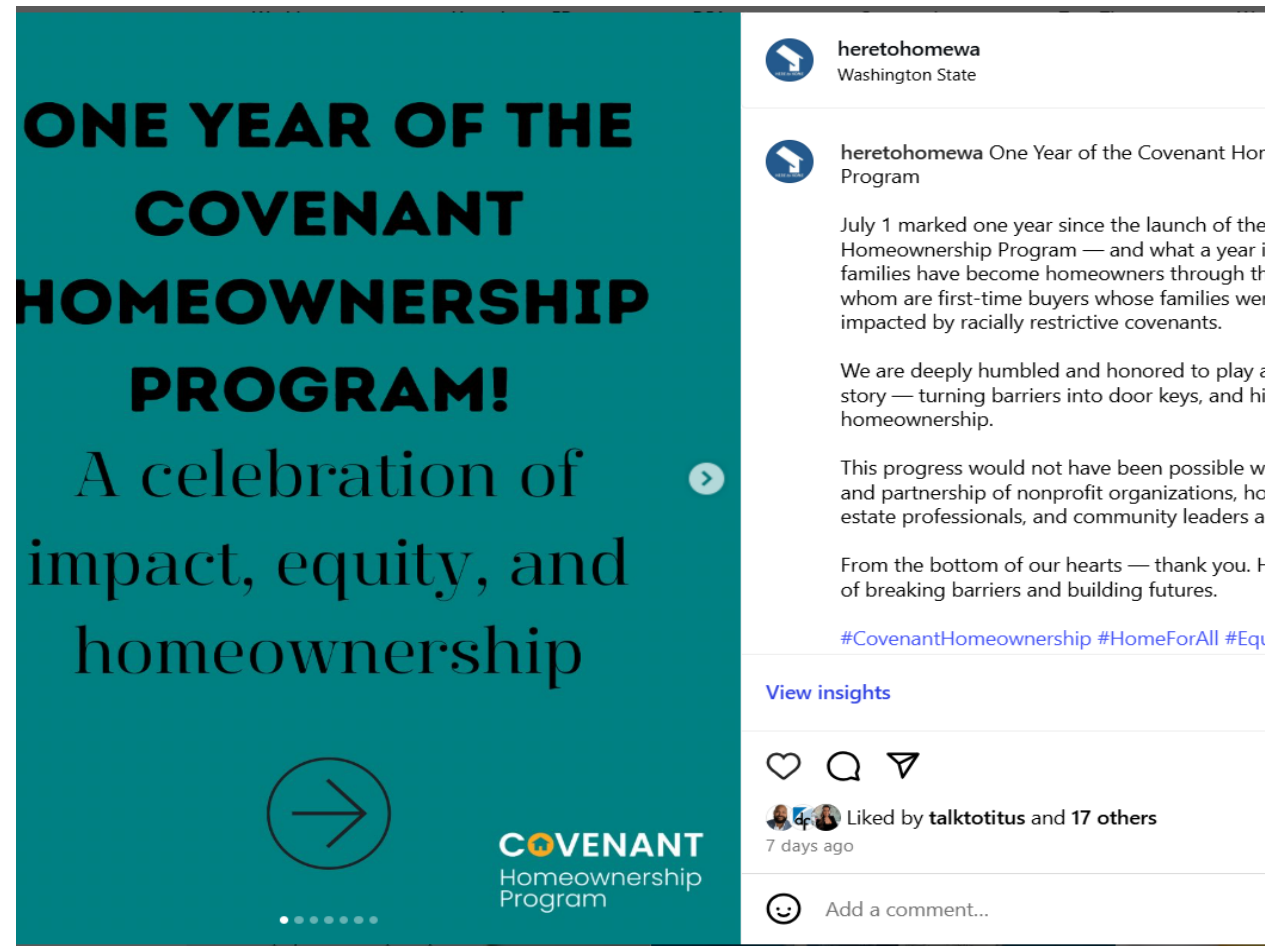 ONE YEAR OF THE
COVENANT
HOMEOWNERSHIP
PROGRAM!
A celebration of
impact, equity, and
homeownership
COVENANT
Homeownership
Program
heretohomewa
Washington State
heretohomewa One Year of the Covenant
Program
July 1 marked one year since the launch of the
Homeownership Program — and what a year
families have become homeowners through
whom are first-time buyers whose families
impacted by racially restrictive covenants.
We are deeply humbled and honored to play
story — turning barriers into door keys, and
homeownership.
This progress would not have been possible
and partnership of nonprofit organizations,
estate professionals, and community leaders
From the bottom of our hearts — thank you.
of breaking barriers and building futures.
#CovenantHomeownership #HomeForAll
View insights
Liked by talktotitus and 17 others
7 days ago
Add a comment...